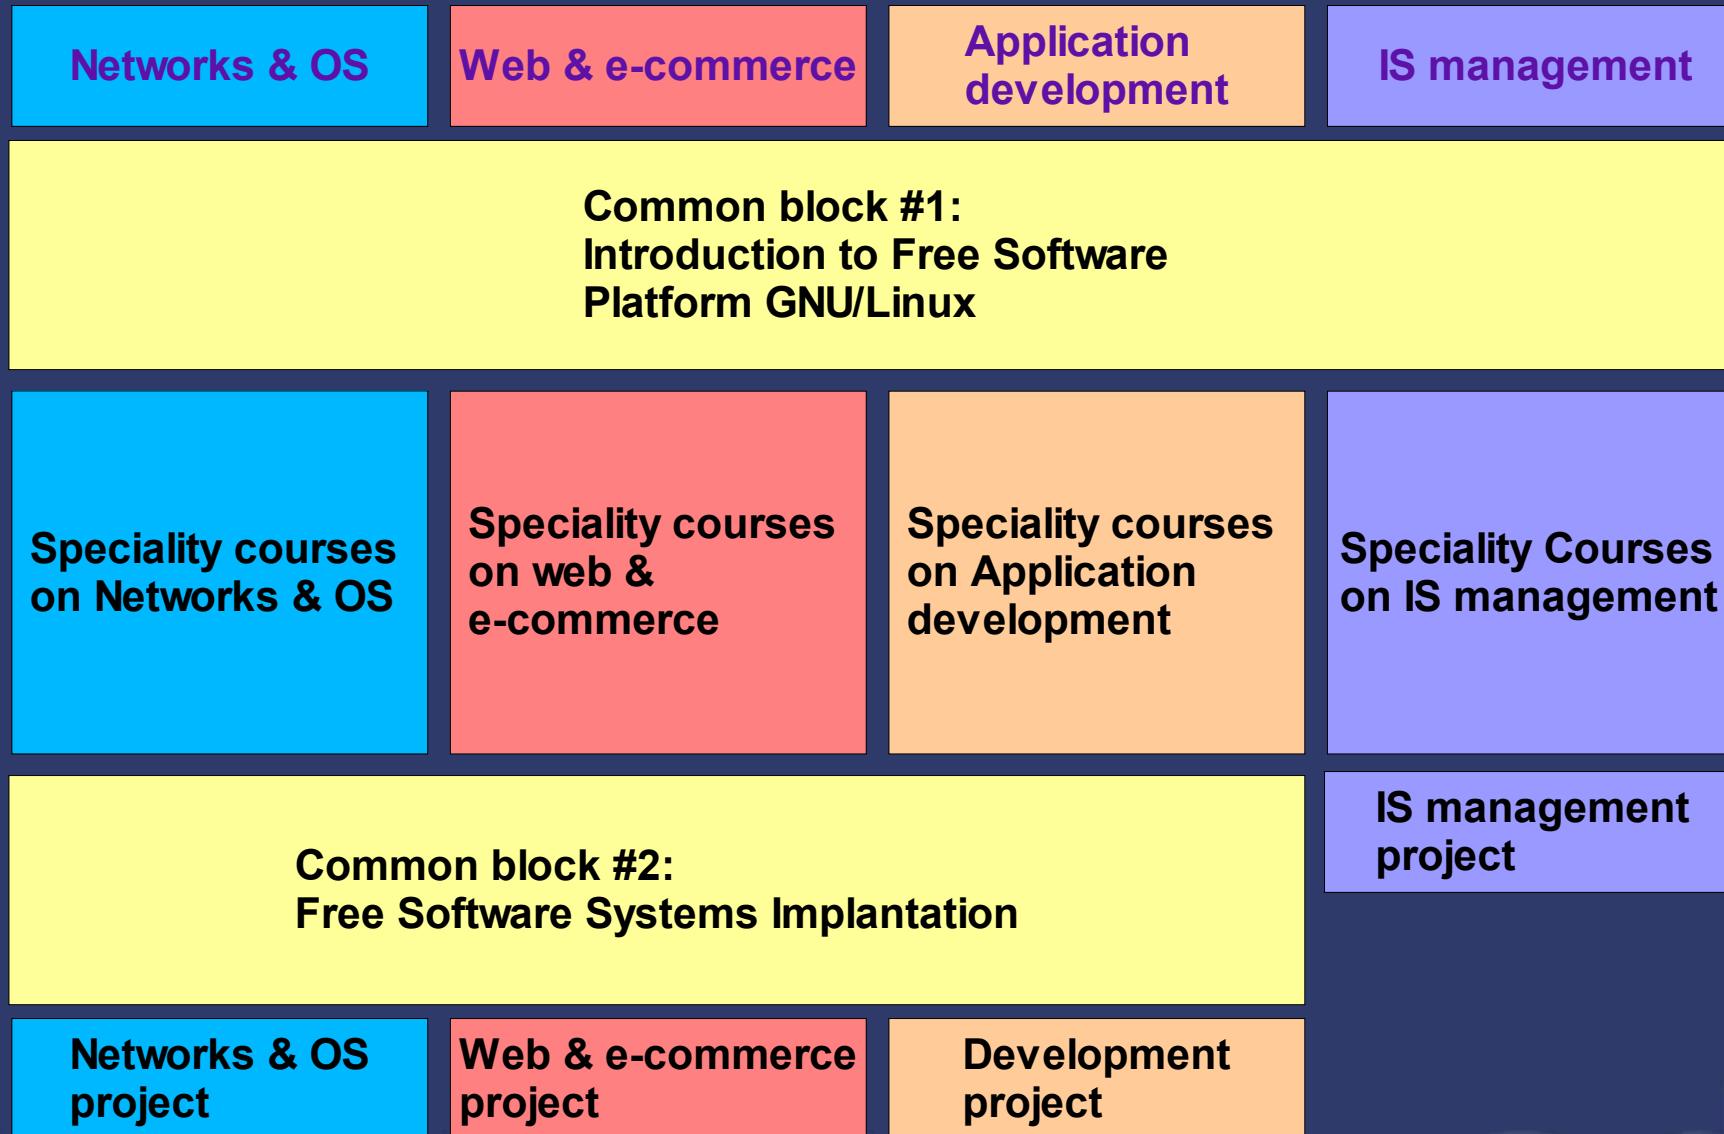 Networks & OS
Web & e-commerce
Application
development
IS management
Common block #1:
Introduction to Free Software
Platform GNU/Linux
Speciality courses
on Networks & OS
Speciality courses
on web &
e-commerce
Speciality courses
on Application
development
Speciality Courses
on IS management
Common block #2:
Free Software Systems Implantation
IS management
project
Networks & OS
project
Web & e-commerce
project
Development
project